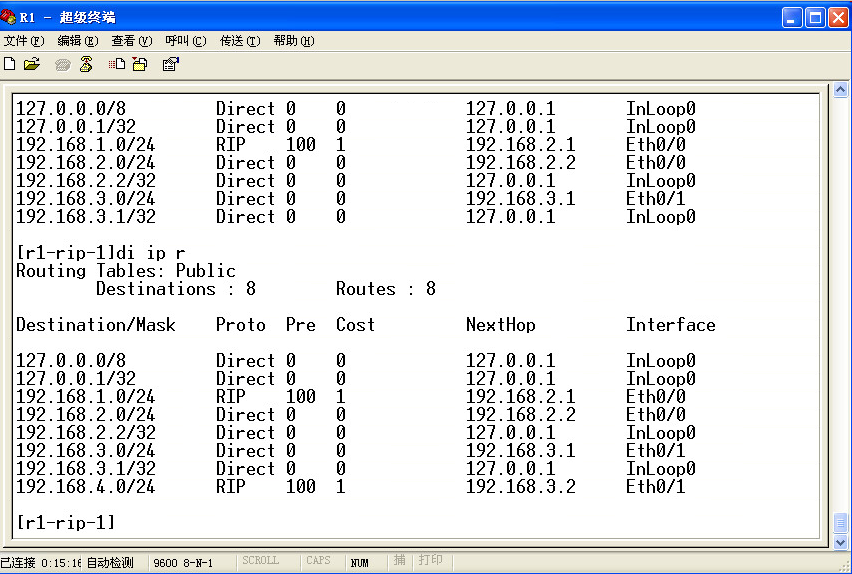 R1 - 超级终端
文件(F) 编辑(E) 查看(V) 呼叫(C) 传送(T) 帮助(H)
127.0.0.0/8 Direct 0 0 127.0.0.1 InLoop0
127.0.0.1/32 Direct 0 0 127.0.0.1 InLoop0
192.168.1.0/24 RIP 100 1 192.168.2.1 Eth0/0
192.168.2.0/24 Direct 0 0 192.168.2.2 Eth0/0
192.168.2.2/32 Direct 0 0 127.0.0.1 InLoop0
192.168.3.0/24 Direct 0 0 192.168.3.1 Eth0/1
192.168.3.1/32 Direct 0 0 127.0.0.1 InLoop0
[r1-rip-1]di ip r
Routing Tables: Public
Destinations : 8 Routes : 8
Destination/Mask Proto Pre Cost NextHop Interface
127.0.0.0/8 Direct 0 0 127.0.0.1 InLoop0
127.0.0.1/32 Direct 0 0 127.0.0.1 InLoop0
192.168.1.0/24 RIP 100 1 192.168.2.1 Eth0/0
192.168.2.0/24 Direct 0 0 192.168.2.2 Eth0/0
192.168.2.2/32 Direct 0 0 127.0.0.1 InLoop0
192.168.3.0/24 Direct 0 0 192.168.3.1 Eth0/1
192.168.3.1/32 Direct 0 0 127.0.0.1 InLoop0
192.168.4.0/24 RIP 100 1 192.168.3.2 Eth0/1
[r1-rip-1]
已连接 0:15:16 自动检测 9600 8-N-1 SCROLL CAPS NUM 捕 打印